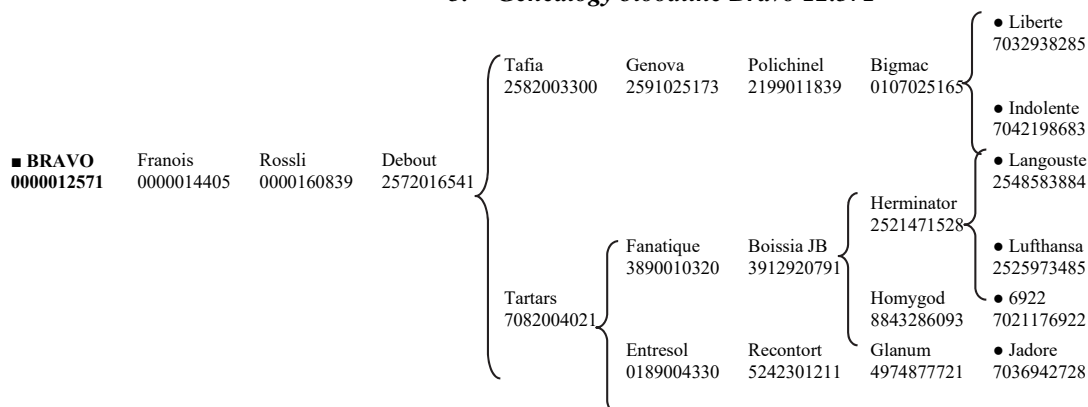 Genealogy bloodline Bravo 12.571
● Liberte
7032938285
Tafia Genova Polichinel Bigmac
2582003300 2591025173 2199011839 0107025165
● Indolente
7042198683
■ BRAVO Franois Rossli Debout ● Langouste
0000012571 0000014405 0000160839 2572016541 2548583884
Herminator
2521471528
Fanatique Boissia JB ● Lufthansa
3890010320 3912920791 2525973485
Tartars Homygod ● 6922
7082004021 8843286093 7021176922
Entresol Recontort Glanum ● Jadore
0189004330 5242301211 4974877721 7036942728